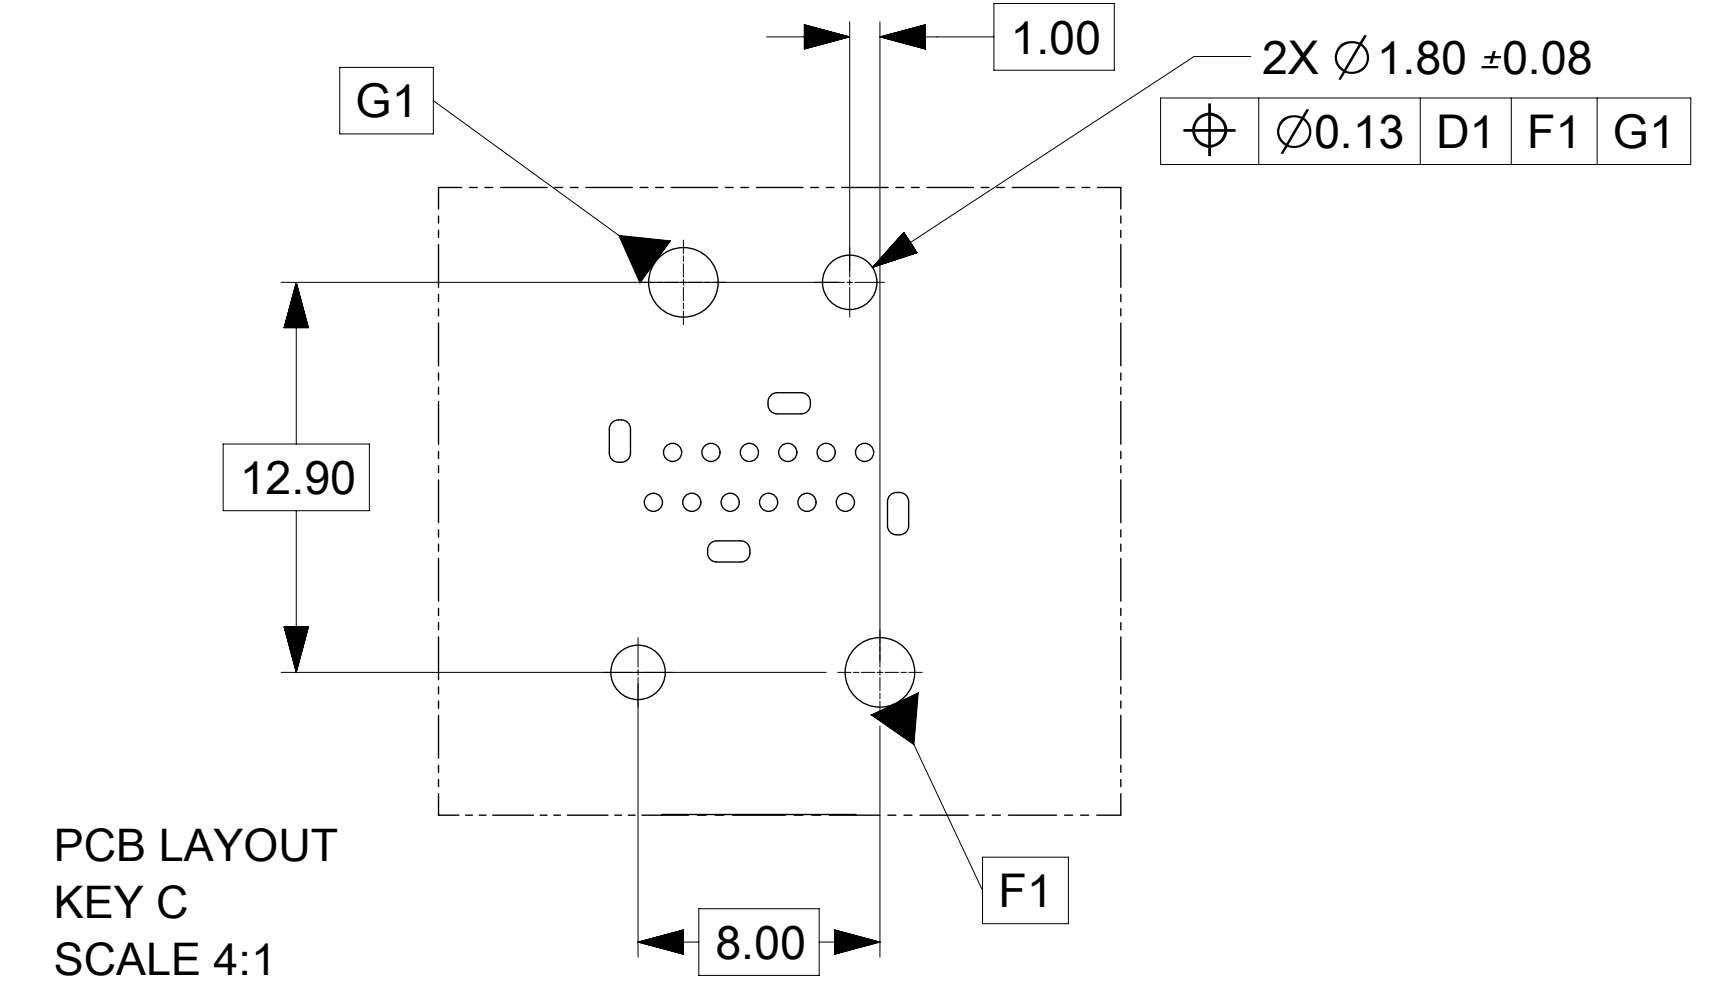 1.00
2X ⌀1.80 ±0.08
G1
⌖ ⌀0.13 D1 F1 G1
12.90
PCB LAYOUT
KEY C
SCALE 4:1
F1
8.00